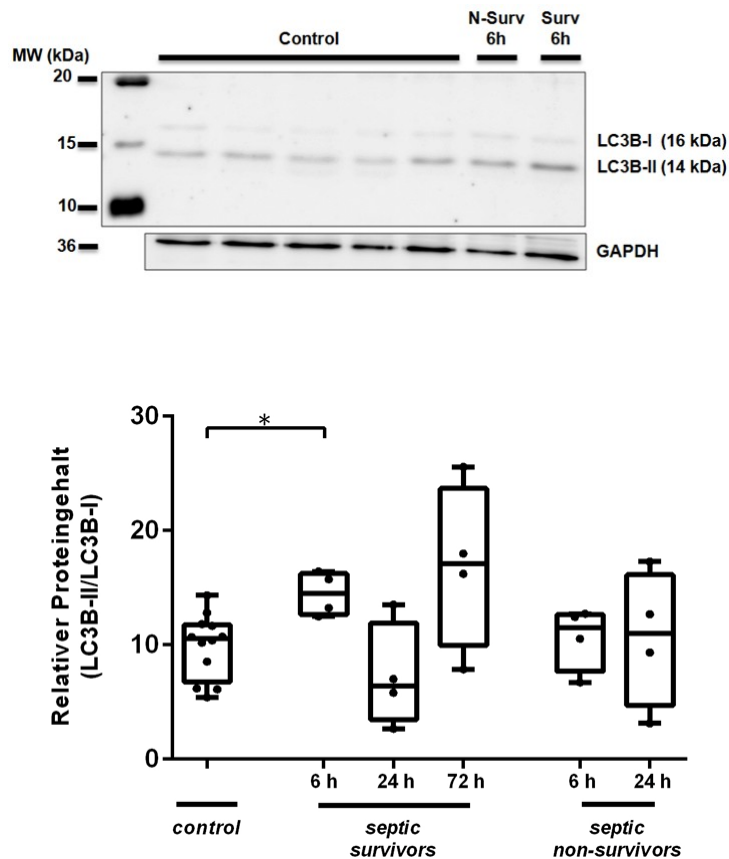 N-Surv Surv
Control 6h 6h
MW (kDa)
20
15
LC3B-I (16 kDa)
LC3B-II (14 kDa)
10
36
GAPDH
30
*
20
10
0
Relativer Proteingehalt
(LC3B-II/LC3B-I)
6 h 24 h 72 h 6 h 24 h
control septic septic
survivors non-survivors